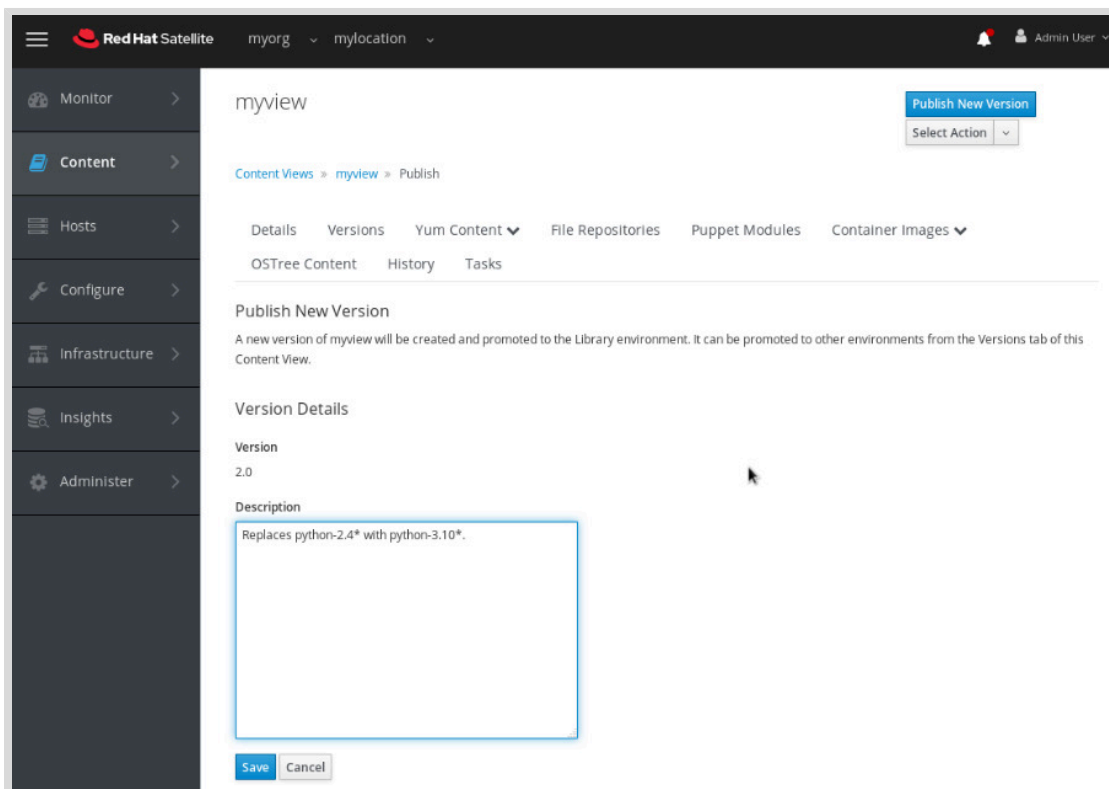 Red Hat Satellite myorg mylocation Admin User
Monitor
Content
Hosts
Configure
Infrastructure
Insights
Administer
myview
Publish New Version
Select Action
Content Views » myview » Publish
Details Versions Yum Content File Repositories Puppet Modules Container Images
OSTree Content History Tasks
Publish New Version
A new version of myview will be created and promoted to the Library environment. It can be promoted to other environments from the Versions tab of this
Content View.
Version Details
Version
2.0
Description
Replaces python-2.4* with python-3.10*.
Save Cancel